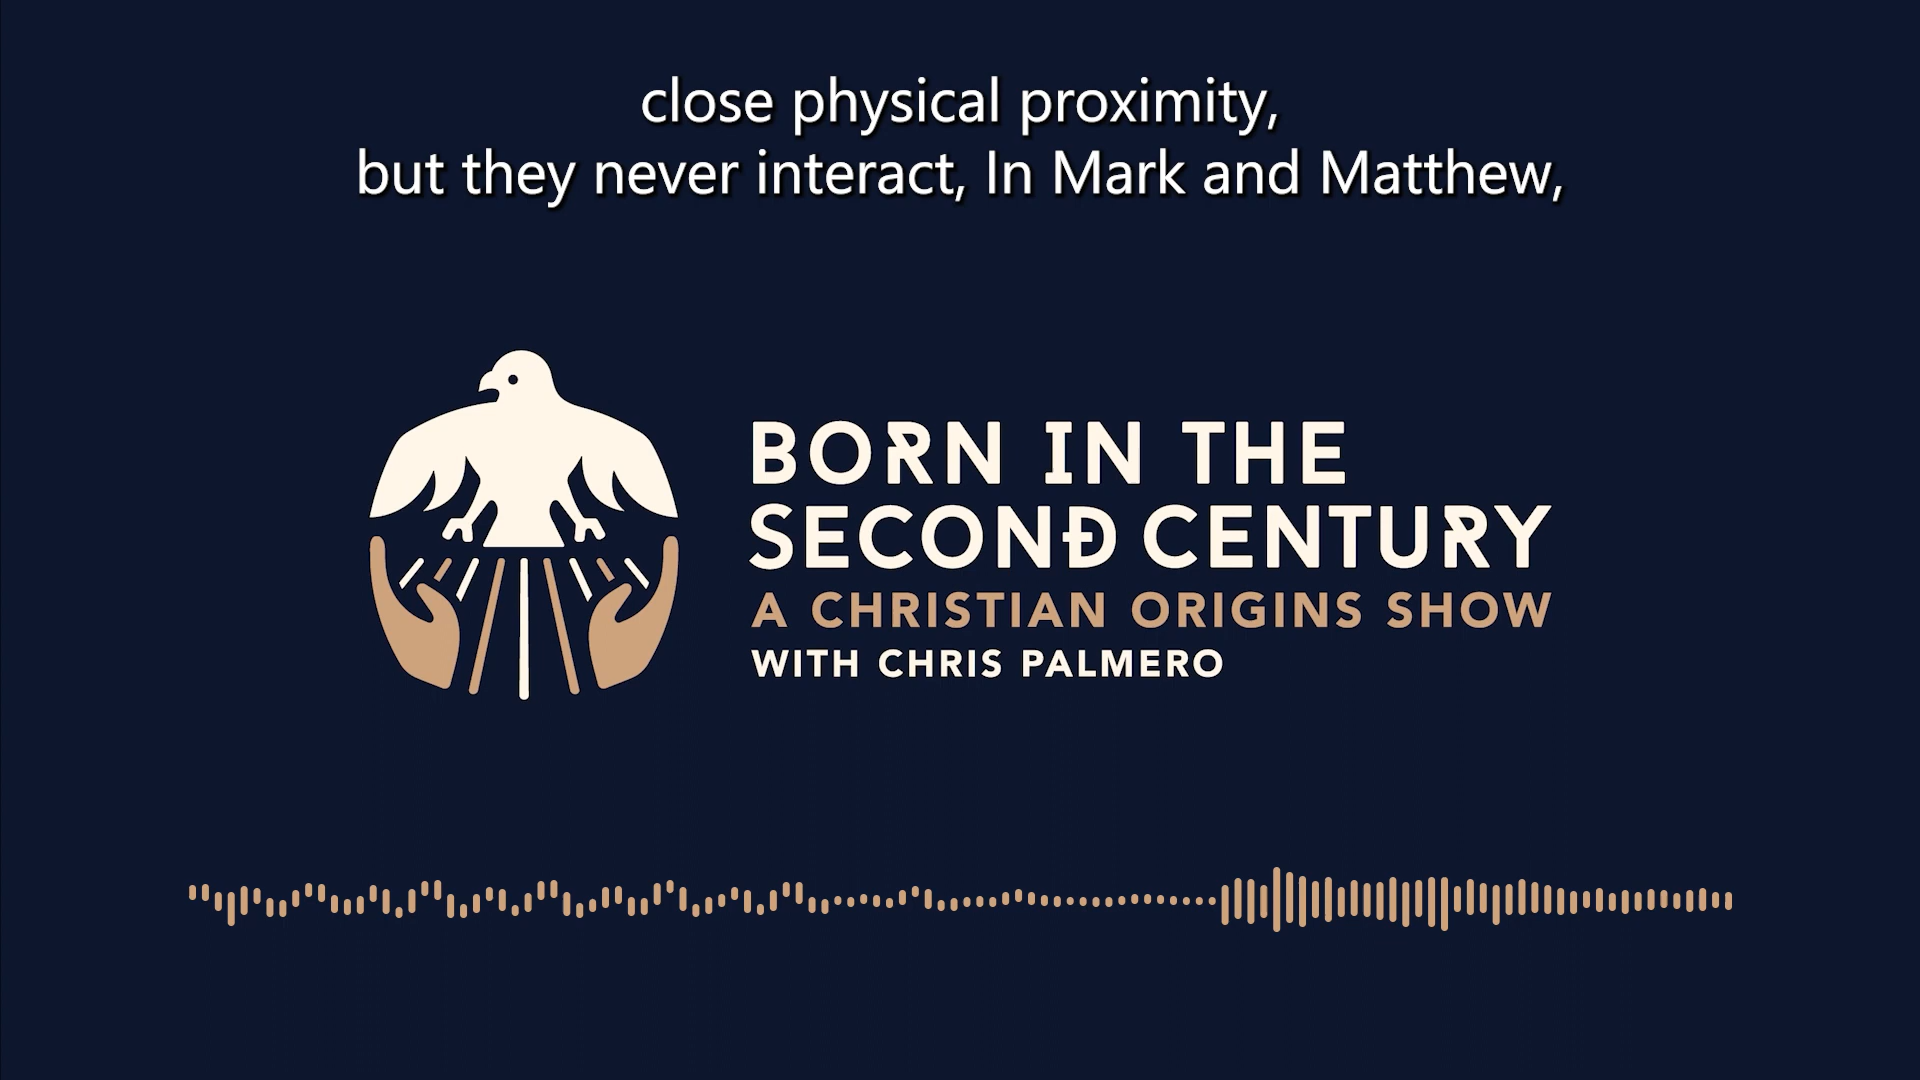 close physical proximity,
but they never interact, In Mark and Matthew,
BORN IN THE
SECOND CENTURY
A CHRISTIAN ORIGINS SHOW
WITH CHRIS PALMERO